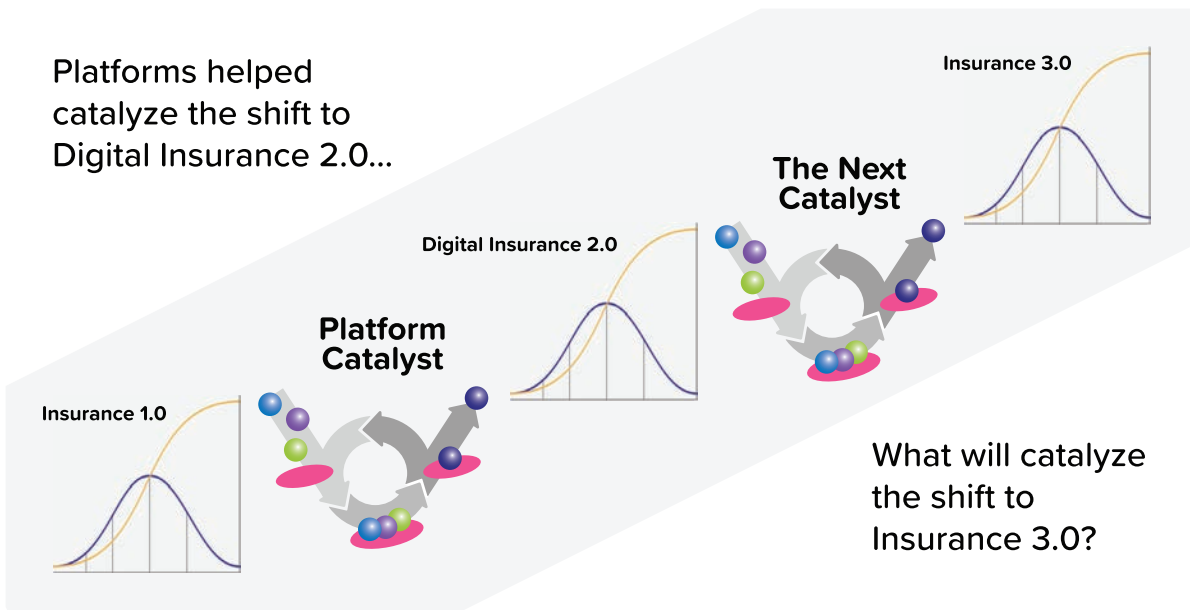 Platforms helped
catalyze the shift to
Digital Insurance 2.0...
Insurance 1.0
Platform
Catalyst
Digital Insurance 2.0
The Next
Catalyst
Insurance 3.0
What will catalyze
the shift to
Insurance 3.0?